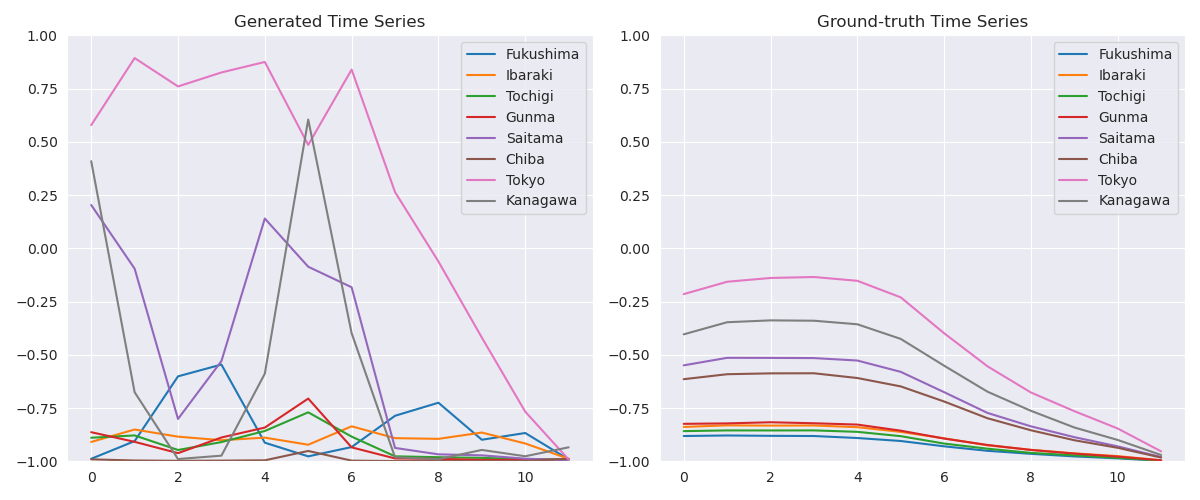 Generated Time Series
1.00
0.75
0.50
0.25
0.00
−0.25
−0.50
−0.75
−1.00
0 2 4 6 8 10
Fukushima
Ibaraki
Tochigi
Gunma
Saitama
Chiba
Tokyo
Kanagawa
Ground-truth Time Series
1.00
0.75
0.50
0.25
0.00
−0.25
−0.50
−0.75
−1.00
0 2 4 6 8 10
Fukushima
Ibaraki
Tochigi
Gunma
Saitama
Chiba
Tokyo
Kanagawa